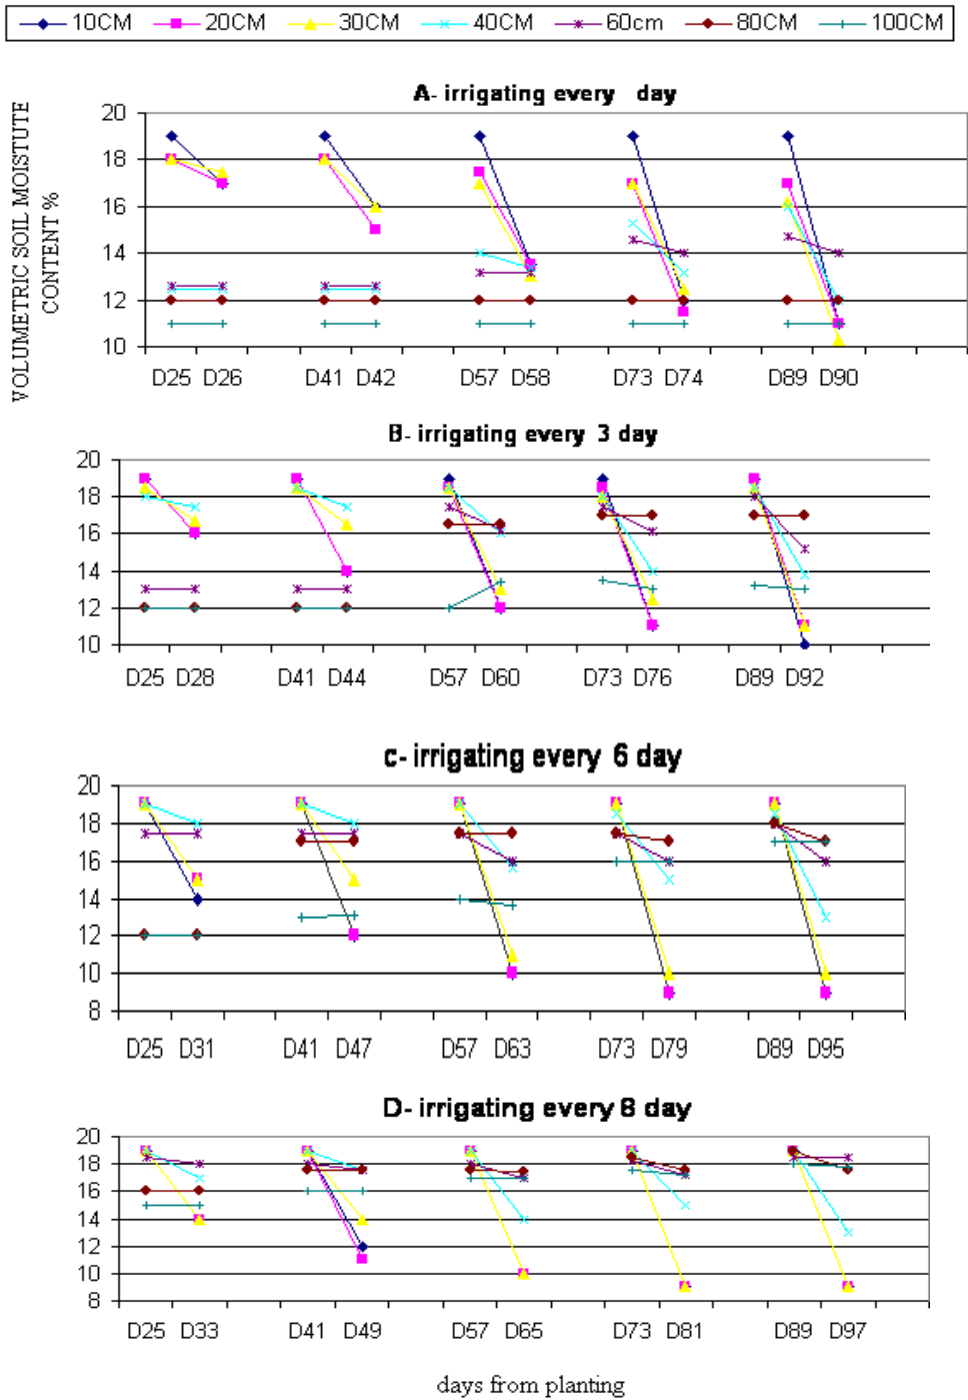 10CM 20CM 30CM 40CM 60cm 80CM 100CM
A- irrigating every day
VOLUMETRIC SOIL MOISTUTE
CONTENT %
20
18
16
14
12
10
D25 D26 D41 D42 D57 D58 D73 D74 D89 D90
B- irrigating every 3 day
20
18
16
14
12
10
D25 D28 D41 D44 D57 D60 D73 D76 D89 D92
c- irrigating every 6 day
20
18
16
14
12
10
8
D25 D31 D41 D47 D57 D63 D73 D79 D89 D95
D- irrigating every 8 day
20
18
16
14
12
10
8
D25 D33 D41 D49 D57 D65 D73 D81 D89 D97
days from planting